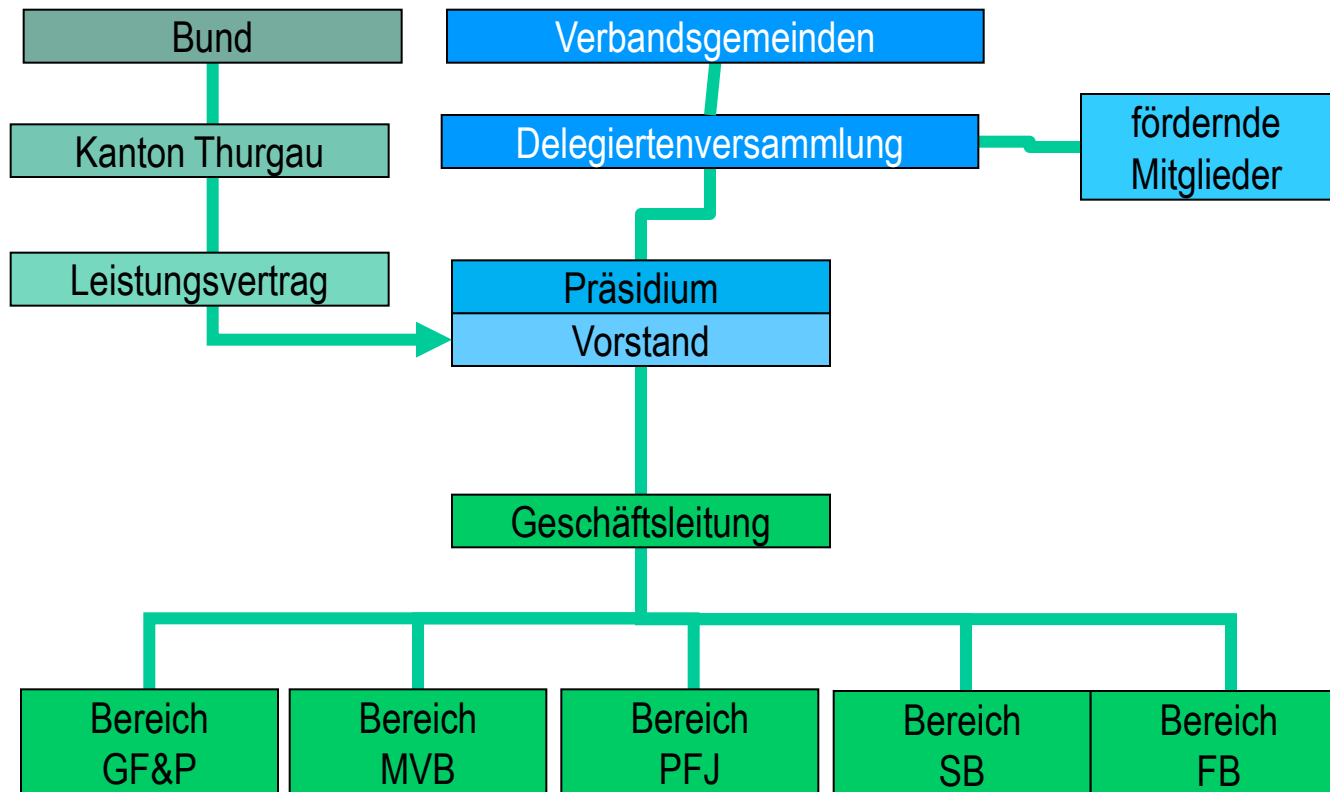 Bund
Verbandsgemeinden
Kanton Thurgau
Delegiertenversammlung
fördernde
Mitglieder
Leistungsvertrag
Präsidium
Vorstand
Geschäftsleitung
Bereich
GF&P
Bereich
MVB
Bereich
PFJ
Bereich
SB
Bereich
FB